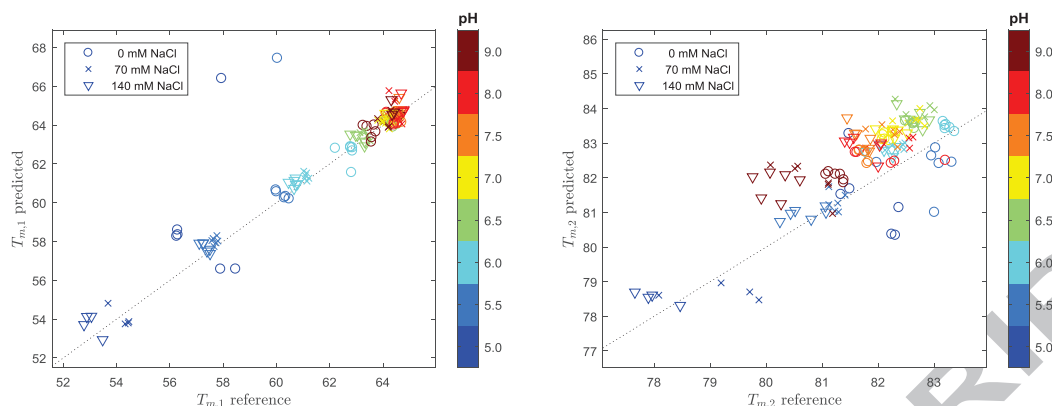 pH
0 mM NaCl
70 mM NaCl
140 mM NaCl
68
66
64
62
60
58
56
54
52
52 54 56 58 60 62 64
T_{m,1} predicted
T_{m,1} reference
9.0
8.0
7.5
7.0
6.5
6.0
5.5
5.0
pH
0 mM NaCl
70 mM NaCl
140 mM NaCl
86
85
84
83
82
81
80
79
78
77
78 79 80 81 82 83
T_{m,2} predicted
T_{m,2} reference
9.0
8.0
7.5
7.0
6.5
6.0
5.5
5.0